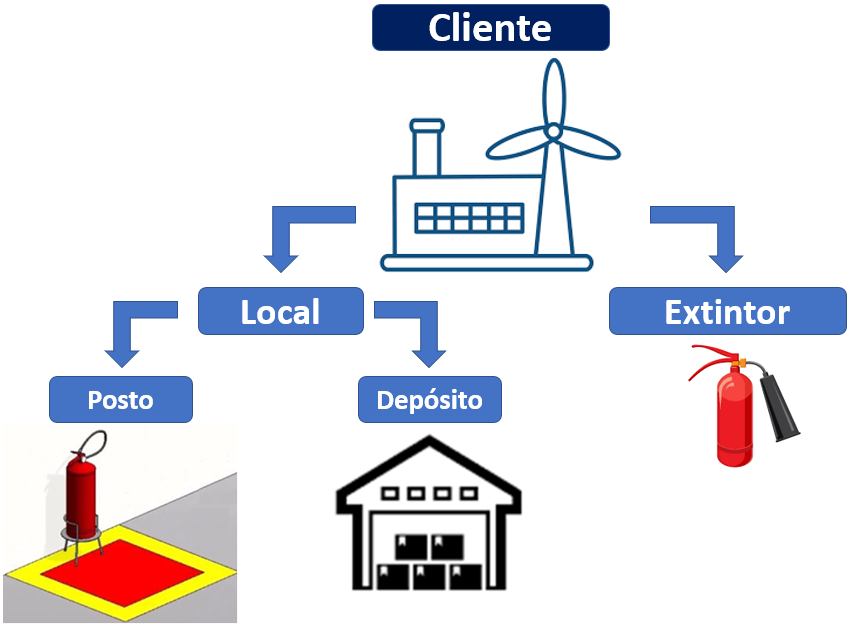 Cliente
Local
Extintor
Posto
Depósito